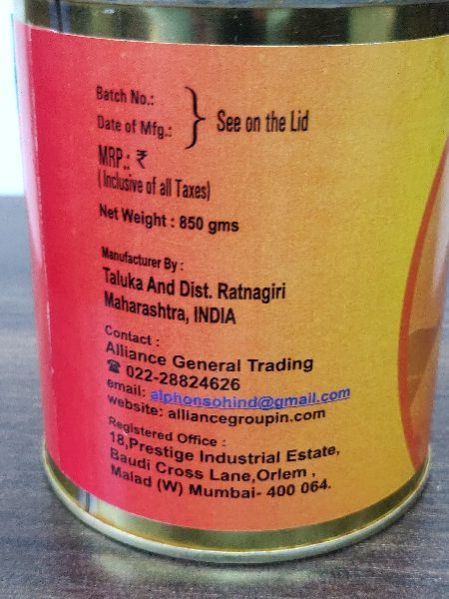 Batch No.:
Date of Mfg.: } See on the Lid
MRP.: ₹
(Inclusive of all Taxes)
Net Weight : 850 gms
Manufacturer By :
Taluka And Dist. Ratnagiri
Maharashtra, INDIA
Contact :
Alliance General Trading
☎ 022-28824626
email: alphonsohind@gmail.com
website: alliancegroupin.com
Registered Office :
18,Prestige Industrial Estate,
Baudi Cross Lane,Orlem ,
Malad (W) Mumbai- 400 064.